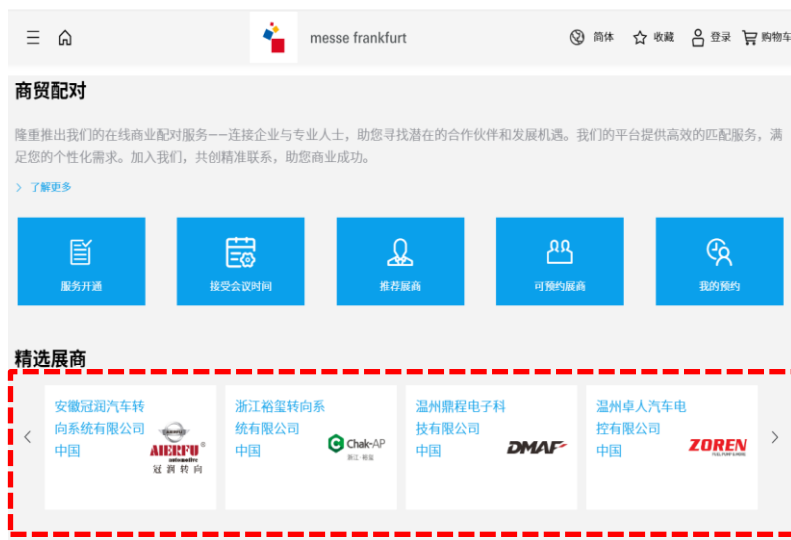 messe frankfurt
简体
收藏
登录
购物车
商贸配对
隆重推出我们的在线商业配对服务——连接企业与专业人士，助您寻找潜在的合作伙伴和发展机遇。我们的平台提供高效的匹配服务，满
足您的个性化需求。加入我们，共创精准联系，助您商业成功。
了解更多
服务开通
接受会议时间
推荐展商
可预约展商
我的预约
精选展商
安徽冠润汽车转
向系统有限公司
中国
AIERFU®
automotive
冠润转向
浙江裕玺转向系
统有限公司
中国
Chak-AP
浙江·裕玺
温州鼎程电子科
技有限公司
中国
DMAF
温州卓人汽车电
控有限公司
中国
ZOREN